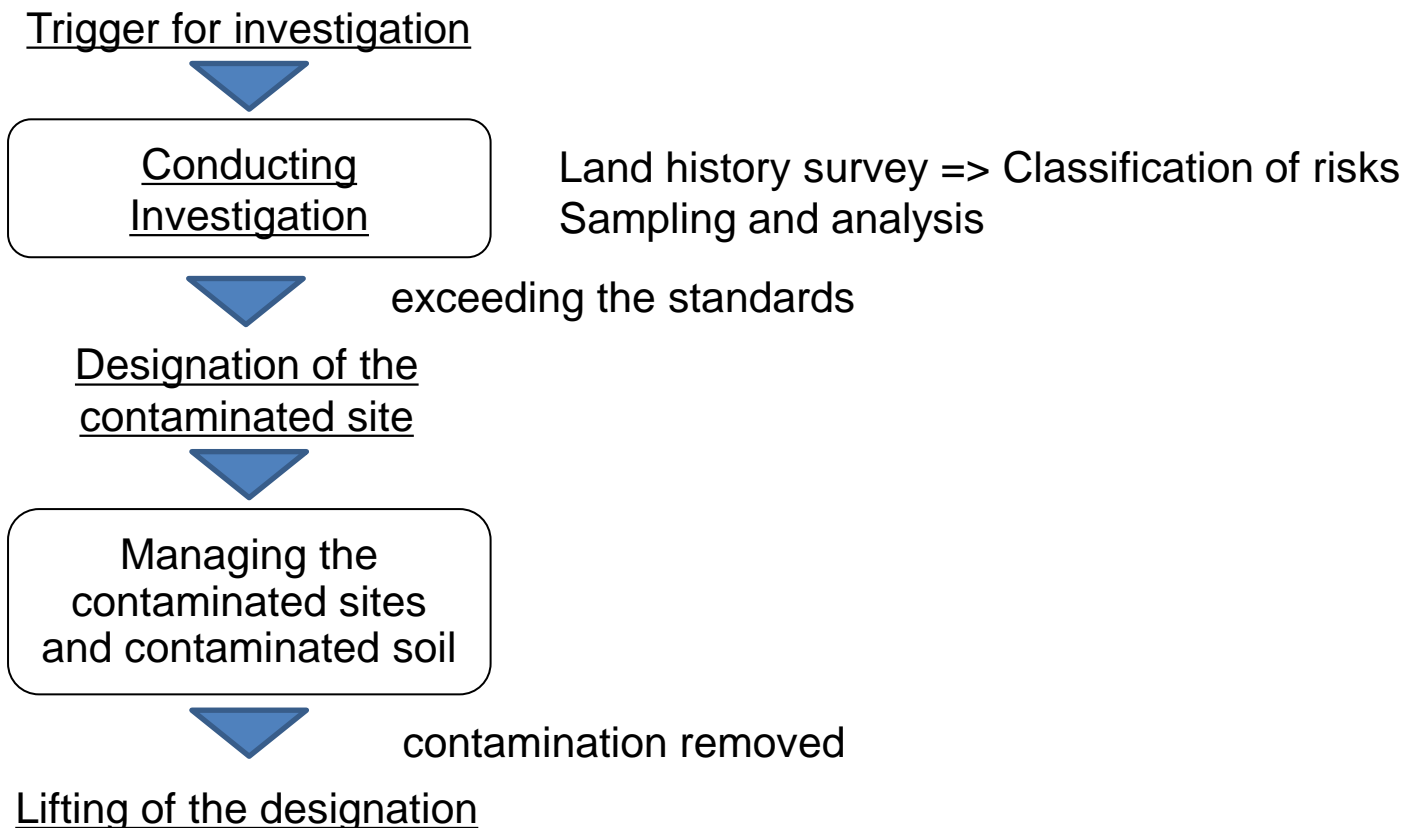 Trigger for investigation
Conducting
Investigation
Land history survey => Classification of risks
Sampling and analysis
exceeding the standards
Designation of the
contaminated site
Managing the
contaminated sites
and contaminated soil
contamination removed
Lifting of the designation